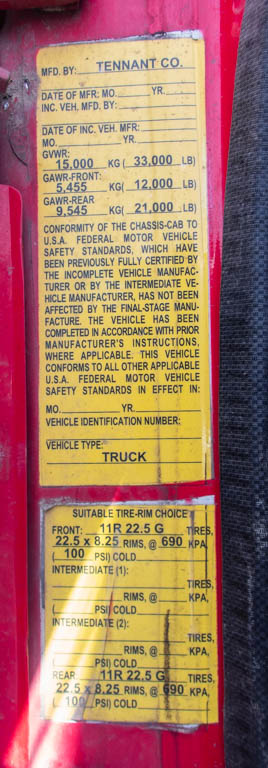 MFD. BY: TENNANT CO.
DATE OF MFR: MO. YR.
INC. VEH. MFD. BY:
DATE OF INC. VEH. MFR:
MO. YR.
GVWR:
15,000 KG ( 33,000 LB)
GAWR-FRONT:
5,455 KG( 12,000 LB)
GAWR-REAR
9,545 KG( 21,000 LB)
CONFORMITY OF THE CHASSIS-CAB TO
U.S.A. FEDERAL MOTOR VEHICLE
SAFETY STANDARDS, WHICH HAVE
BEEN PREVIOUSLY FULLY CERTIFIED BY
THE INCOMPLETE VEHICLE MANUFAC-
TURER OR BY THE INTERMEDIATE VE-
HICLE MANUFACTURER, HAS NOT BEEN
AFFECTED BY THE FINAL-STAGE MANU-
FACTURE. THE VEHICLE HAS BEEN
COMPLETED IN ACCORDANCE WITH PRIOR
MANUFACTURER'S INSTRUCTIONS,
WHERE APPLICABLE. THIS VEHICLE
CONFORMS TO ALL OTHER APPLICABLE
U.S.A. FEDERAL MOTOR VEHICLE
SAFETY STANDARDS IN EFFECT IN:
MO. YR.
VEHICLE IDENTIFICATION NUMBER:
VEHICLE TYPE:
TRUCK
SUITABLE TIRE-RIM CHOICE
FRONT: 11R 22.5 G TIRES,
22.5 x 8.25 RIMS, @ 690 KPA,
( 100 PSI) COLD
INTERMEDIATE (1):
TIRES,
RIMS, @ KPA,
( PSI) COLD
INTERMEDIATE (2):
TIRES,
RIMS, @ KPA,
( PSI) COLD
REAR 11R 22.5 G TIRES,
22.5 x 8.25 RIMS, @ 690 KPA,
( 100 PSI) COLD